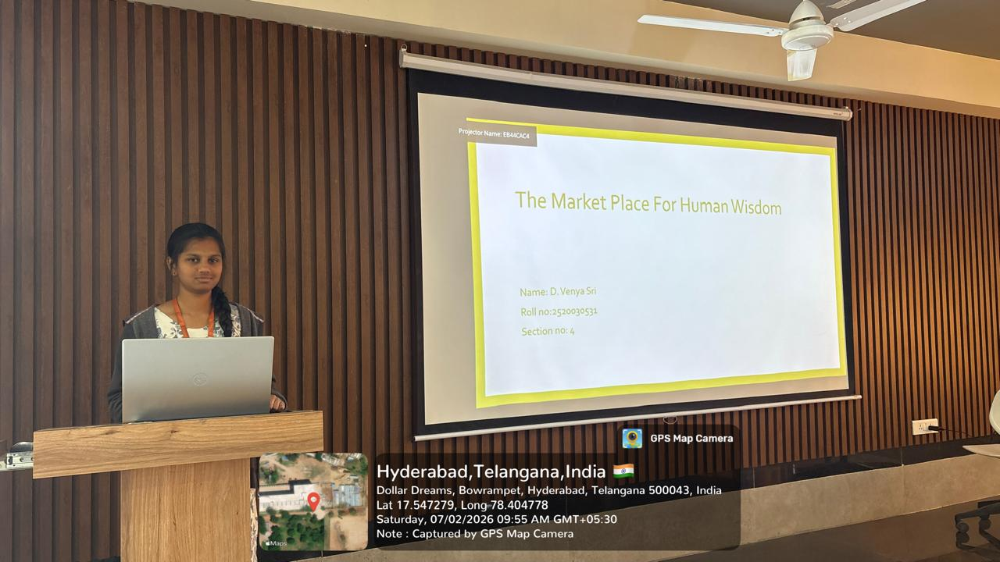 Projector Name: EB44CAC4
The Market Place For Human Wisdom
Name: D. Venya Sri
Roll no:2520030531
Section no: 4
GPS Map Camera
Hyderabad,Telangana,India
Dollar Dreams, Bowrampet, Hyderabad, Telangana 500043, India
Lat 17.547279, Long 78.404778
Saturday, 07/02/2026 09:55 AM GMT+05:30
Note : Captured by GPS Map Camera
Maps